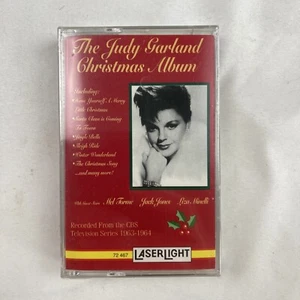 The Judy Garland
Christmas Album
Including:
• Have Yourself A Merry
Little Christmas
• Santa Claus is Coming
To Town
• Jingle Bells
• Sleigh Ride
• Winter Wonderland
• The Christmas Song
...and many more!
With Guest Stars Mel Tormé Jack Jones Liza Minelli
Recorded From the CBS
Television Series 1963-1964
72 467 LASERLIGHT